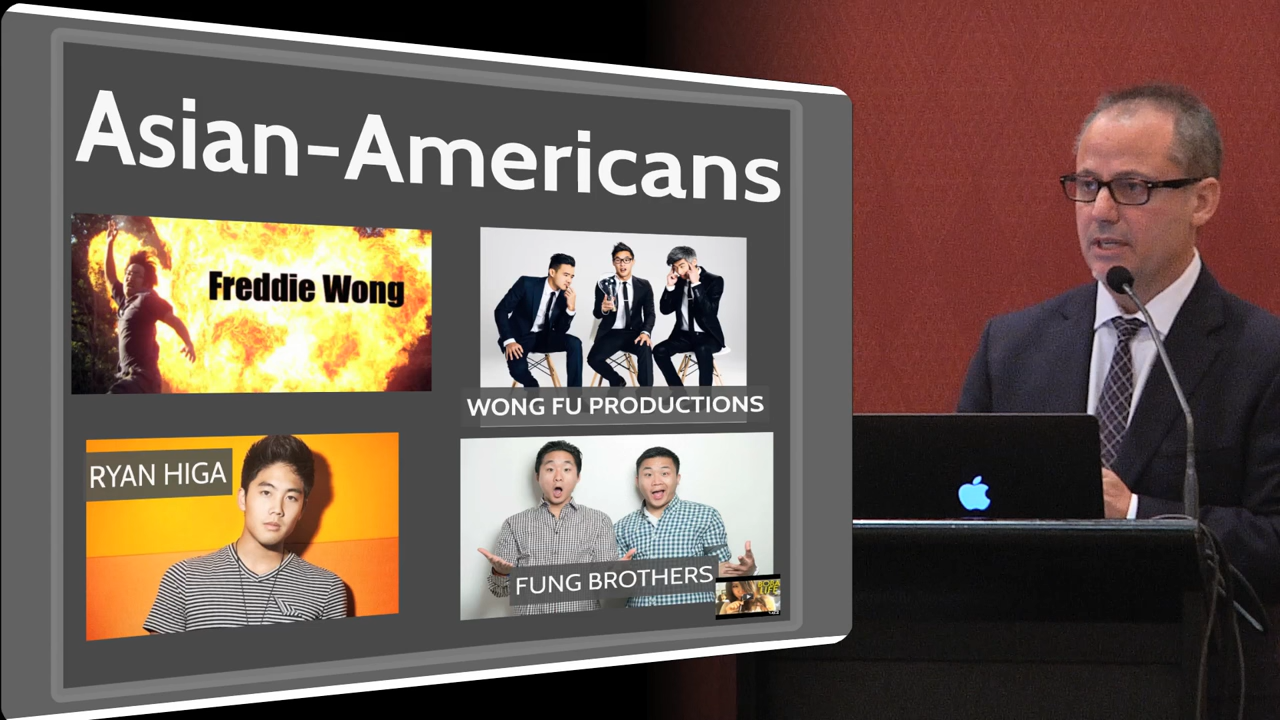 Asian-Americans
Freddie Wong
WONG FU PRODUCTIONS
RYAN HIGA
FUNG BROTHERS